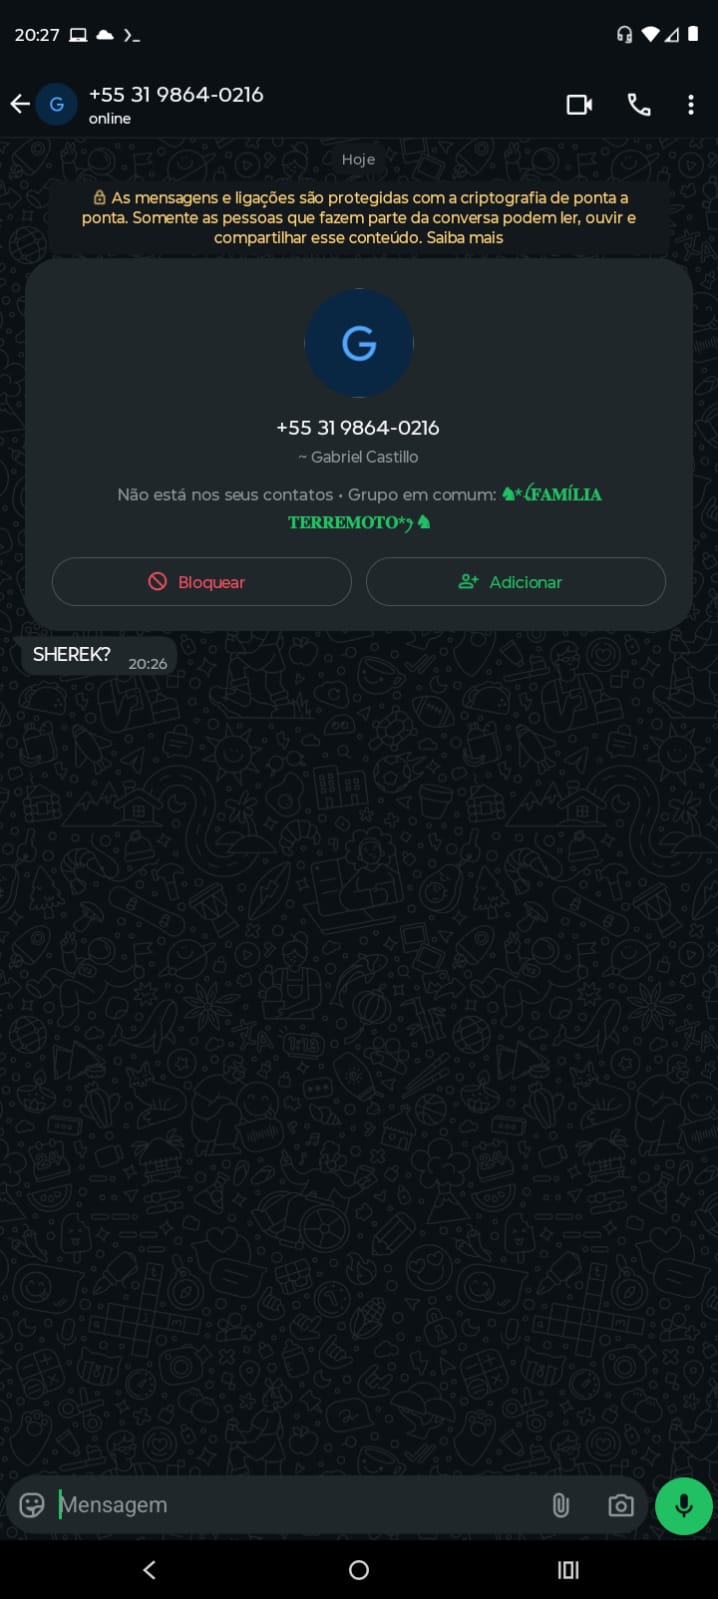 20:27
G +55 31 9864-0216
online
Hoje
As mensagens e ligações são protegidas com a criptografia de ponta a
ponta. Somente as pessoas que fazem parte da conversa podem ler, ouvir e
compartilhar esse conteúdo. Saiba mais
G
+55 31 9864-0216
~ Gabriel Castillo
Não está nos seus contatos • Grupo em comum: ♞*⎰FAMÍLIA
TERREMOTO* ♞
Bloquear Adicionar
SHEREK? 20:26
Mensagem